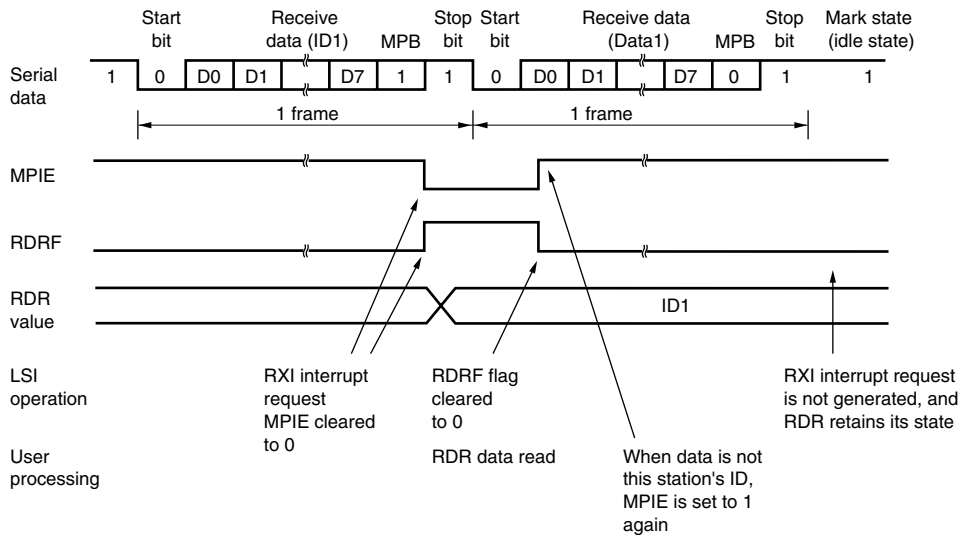 Start bit
Receive data (ID1)
MPB
Stop bit
Start bit
Receive data (Data1)
MPB
Stop bit
Mark state (idle state)
Serial data
1 0 D0 D1 D7 1 1 0 D0 D1 D7 0 1 1
1 frame 1 frame
MPIE
RDRF
RDR value
ID1
LSI operation
RXI interrupt
request
MPIE cleared
to 0
RDRF flag
cleared
to 0
RXI interrupt request
is not generated, and
RDR retains its state
User processing
RDR data read
When data is not
this station's ID,
MPIE is set to 1
again